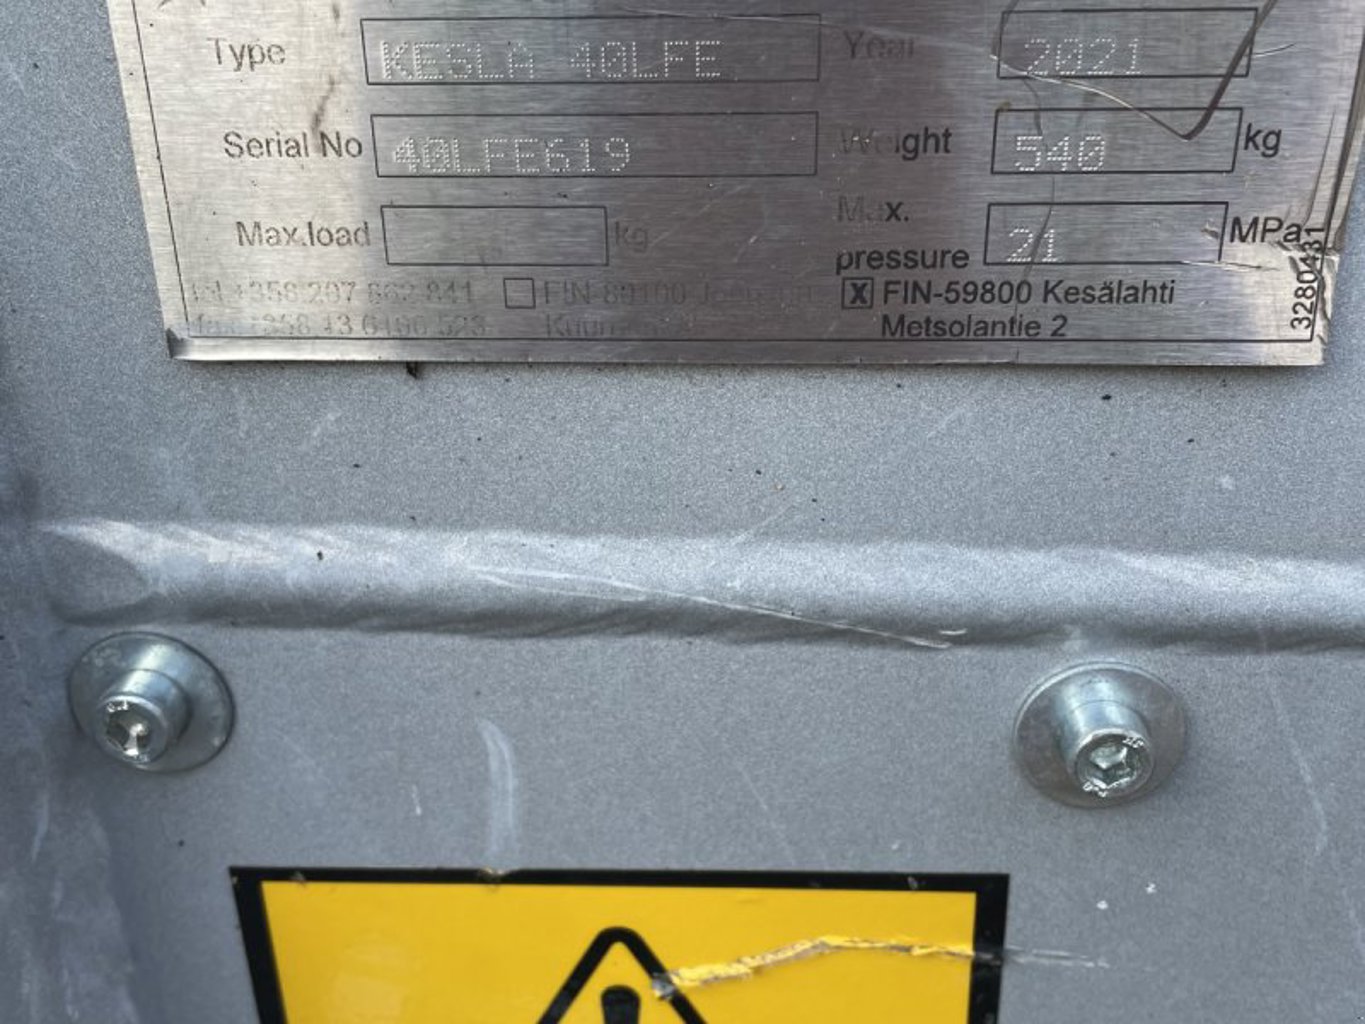 Type KESLA 40LFE Year 2021
Serial No 40LFE619 Weight 540 kg
Max.load kg Max. pressure 21 MPa
X FIN-59800 Kesälahti
Metsolantie 2
3280431